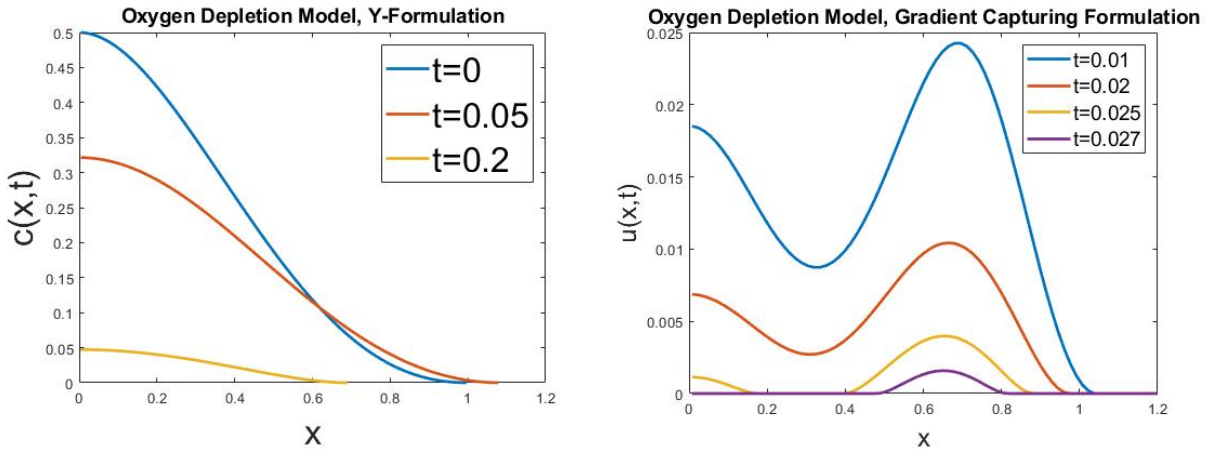 Oxygen Depletion Model, Y-Formulation
0.5
0.45
0.4
0.35
0.3
0.25
0.2
0.15
0.1
0.05
0
c(x,t)
t=0
t=0.05
t=0.2
0 0.2 0.4 0.6 0.8 1 1.2
x
Oxygen Depletion Model, Gradient Capturing Formulation
0.025
0.02
0.015
0.01
0.005
0
u(x,t)
t=0.01
t=0.02
t=0.025
t=0.027
0 0.2 0.4 0.6 0.8 1 1.2
x